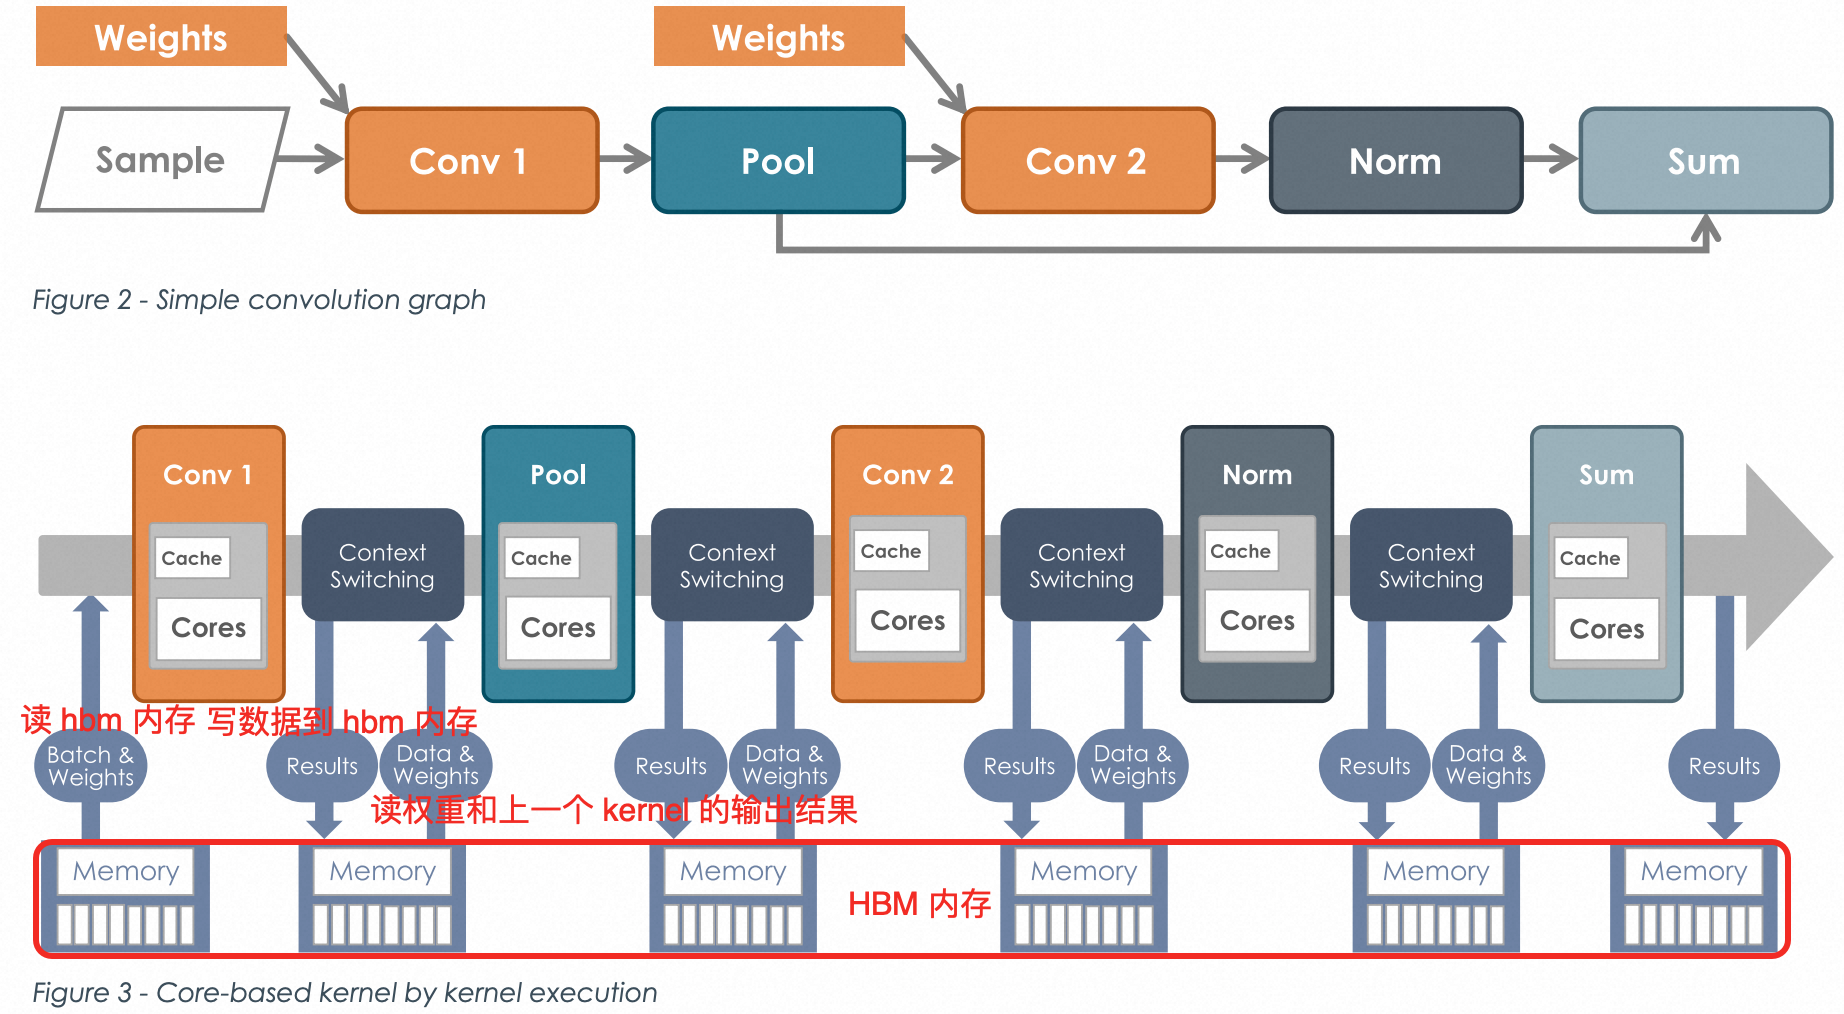 Weights
Weights
Sample
Conv 1
Pool
Conv 2
Norm
Sum
Figure 2 - Simple convolution graph
Conv 1
Pool
Conv 2
Norm
Sum
Cache
Cores
Context
Switching
Cache
Cores
Context
Switching
Cache
Cores
Context
Switching
Cache
Cores
Context
Switching
Cache
Cores
读 hbm 内存 写数据到 hbm 内存
Batch &
Weights
Results
Data &
Weights
Results
Data &
Weights
Results
Data &
Weights
Results
Data &
Weights
Results
读权重和上一个 kernel 的输出结果
Memory
Memory
Memory
HBM 内存
Memory
Memory
Memory
Figure 3 - Core-based kernel by kernel execution